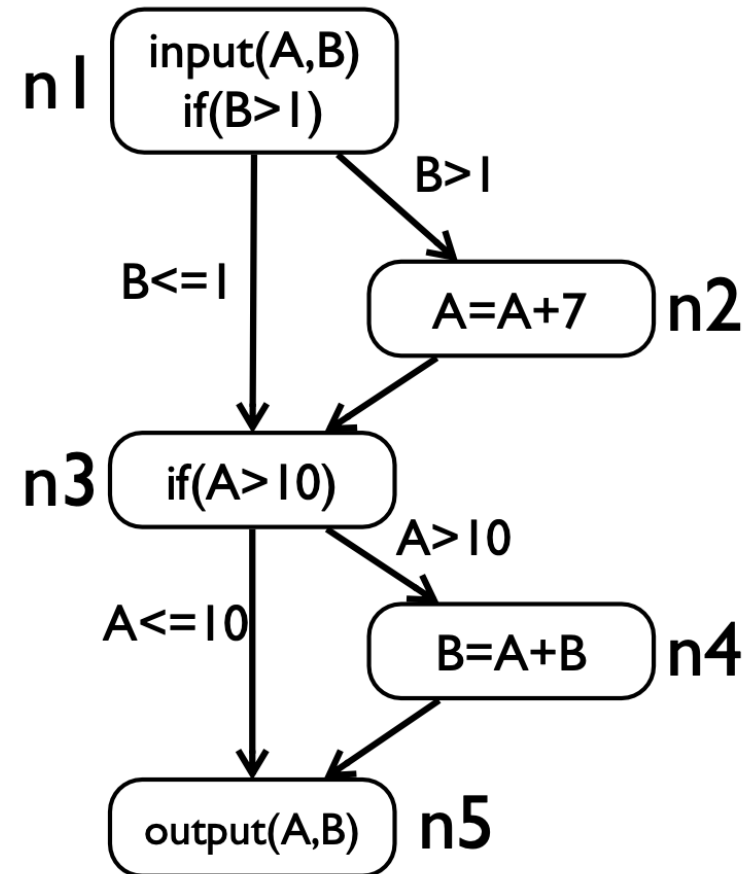 n1
input(A,B)
if(B>1)
B>1
B<=1
A=A+7
n2
n3
if(A>10)
A>10
A<=10
B=A+B
n4
output(A,B)
n5